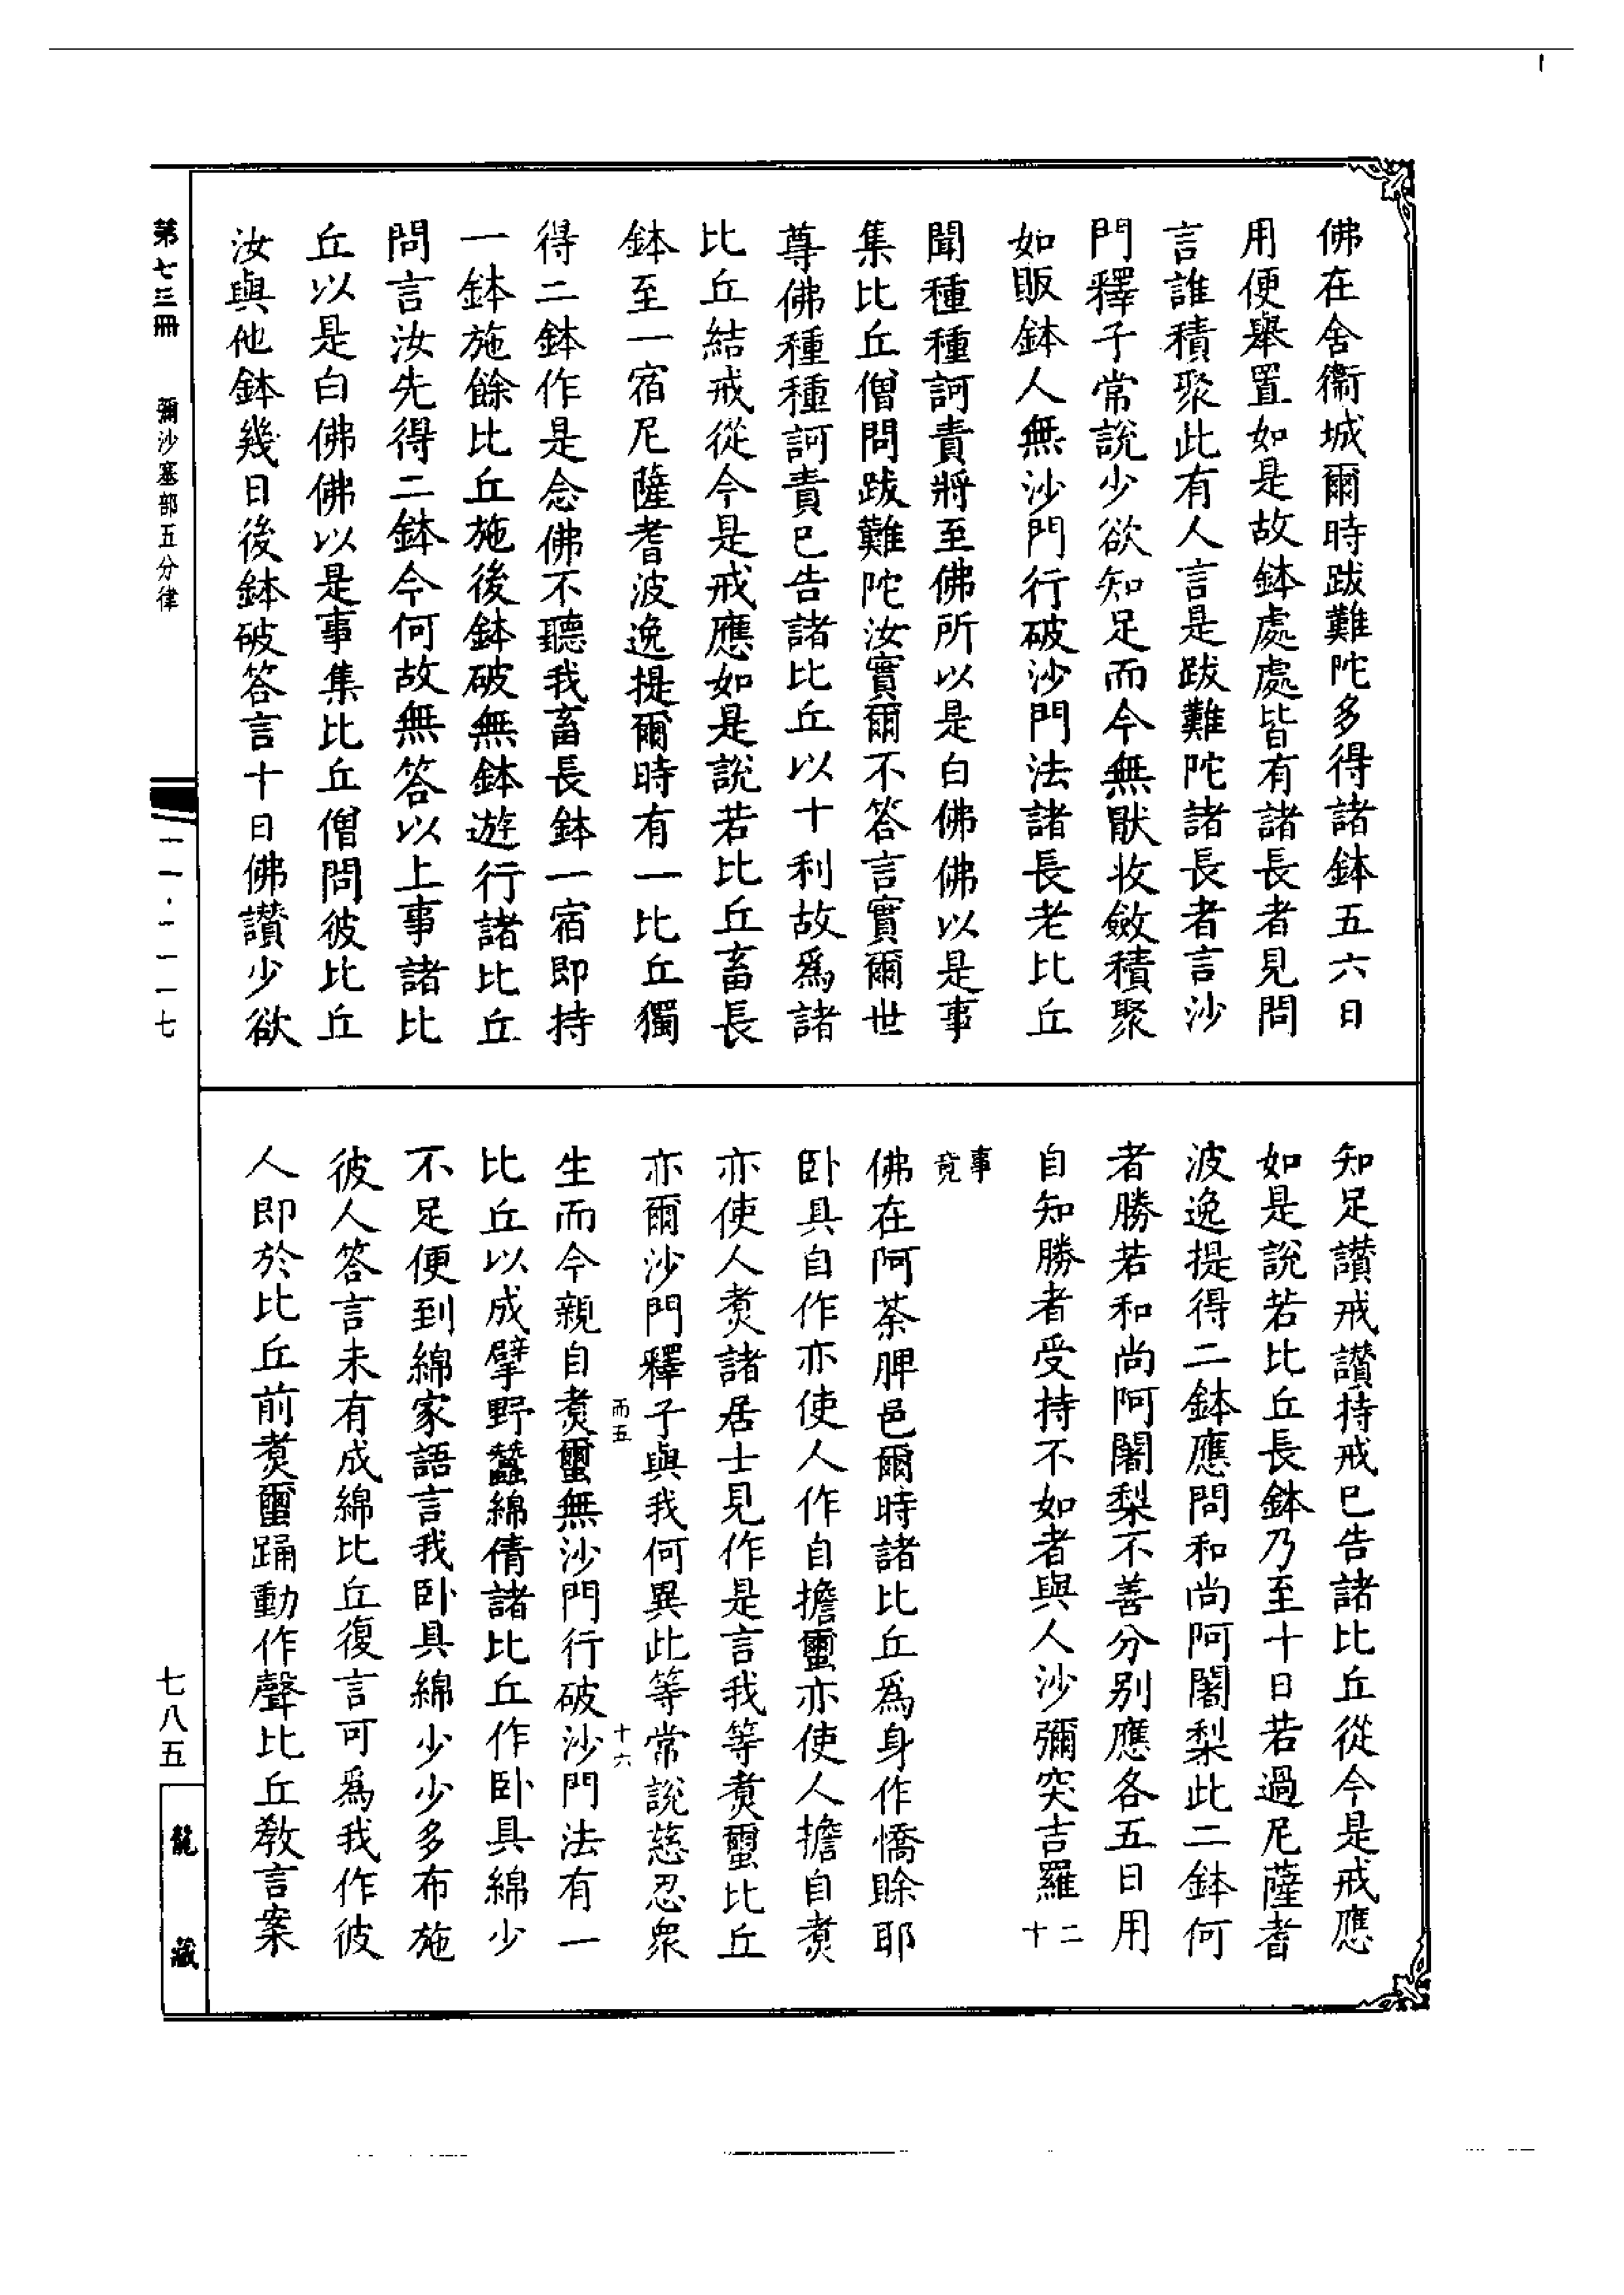 佛在舍衞城爾時跋難陀多得諸鉢五六日
用便舉置如是故鉢處處皆有諸長者見問
言誰積聚此有人言是跋難陀諸長者言沙
門釋子常說少欲知足而今無猒收斂積聚
如販鉢人無沙門行破沙門法諸長老比丘
聞種種訶責將至佛所以是白佛佛以是事
集比丘僧問跋難陀汝實爾不答言實爾世
尊佛種種訶責已告諸比丘以十利故爲諸
比丘結戒從今是戒應如是說若比丘畜長
鉢至一宿尼薩耆波逸提爾時有一比丘獨
得二鉢作是念佛不聽我畜長鉢一宿即持
一鉢施餘比丘施後鉢破無鉢遊行諸比丘
問言汝先得二鉢今何故無答以上事諸比
丘以是白佛佛以是事集比丘僧問彼比丘
汝與他鉢幾日後鉢破答言十日佛讚少欲
知足讚戒讚持戒已告諸比丘從今是戒應
如是說若比丘長鉢乃至十日若過尼薩耆
波逸提得二鉢應問和尚阿闍梨此二鉢何
者勝若和尚阿闍梨不善分別應各五日用
自知勝者受持不如者與人沙彌突吉羅二十
事竟
佛在阿荼脾邑爾時諸比丘爲身作憍賒耶
卧具自作亦使人作自擔蠒亦使人擔自煑
亦使人煑諸居士見作是言我等煑蠒比丘
亦爾沙門釋子與我何異此等常說慈忍衆
而五
十六
生而今親自煑蠒無沙門行破沙門法有一
比丘以成擘野蠶綿倩諸比丘作卧具綿少
不足便到綿家語言我卧具綿少少多布施
彼人答言未有成綿比丘復言可爲我作彼
人即於比丘前煑蠒踊動作聲比丘敎言案
第七三冊
彌沙塞部五分律
一一·一一一七
七八五
龍藏